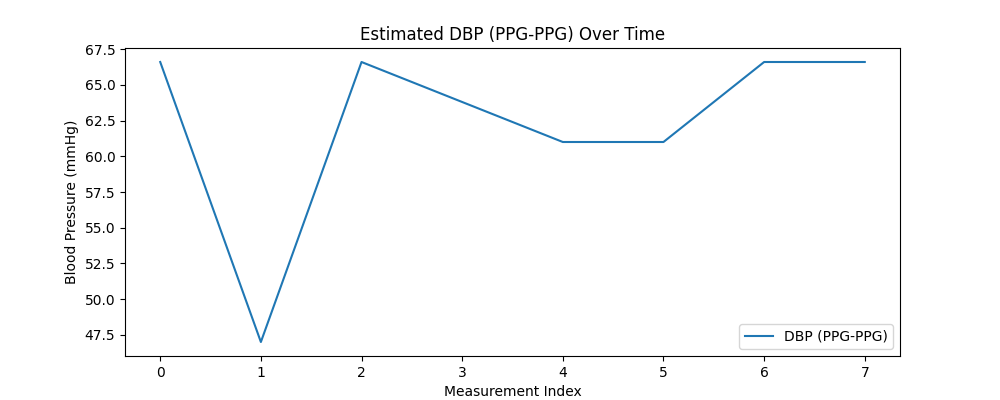 Estimated DBP (PPG-PPG) Over Time
Blood Pressure (mmHg)
67.5
65.0
62.5
60.0
57.5
55.0
52.5
50.0
47.5
DBP (PPG-PPG)
0 1 2 3 4 5 6 7
Measurement Index